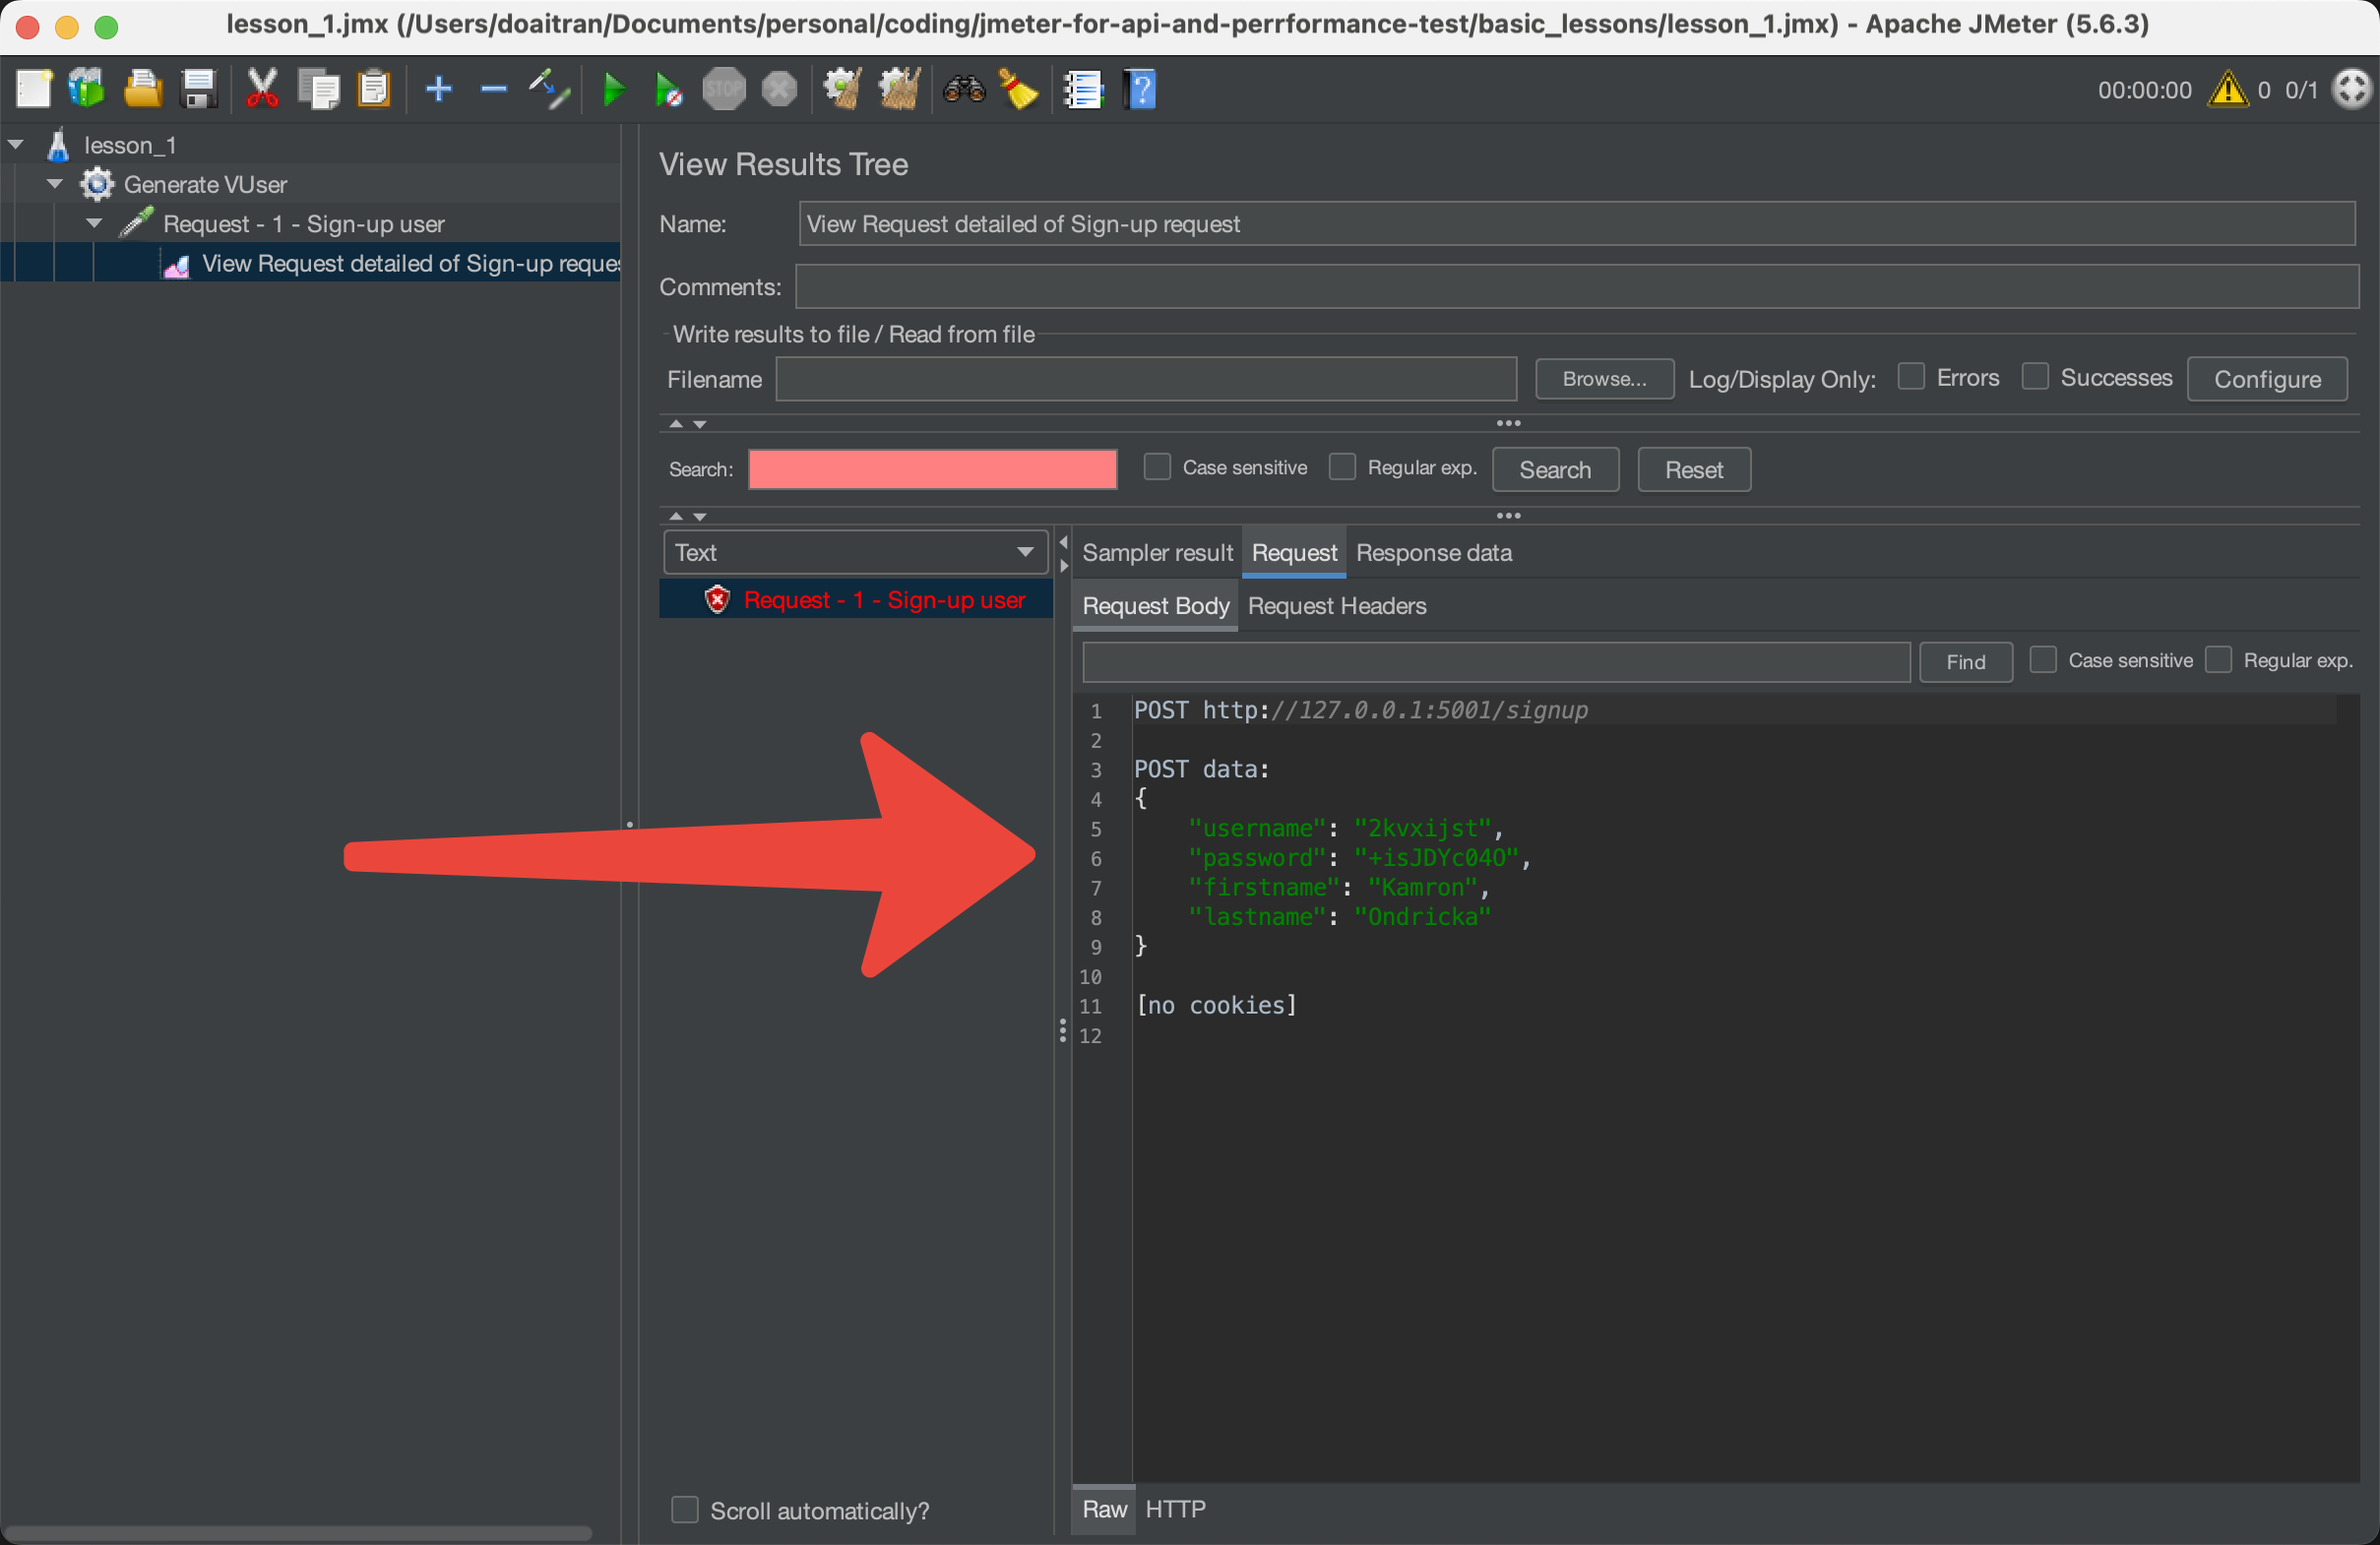 lesson_1.jmx (/Users/doaitran/Documents/personal/coding/jmeter-for-api-and-perrformance-test/basic_lessons/lesson_1.jmx) - Apache JMeter (5.6.3)
STOP
00:00:00 0 0/1
lesson_1
Generate VUser
Request - 1 - Sign-up user
View Request detailed of Sign-up reques
View Results Tree
Name: View Request detailed of Sign-up request
Comments:
Write results to file / Read from file
Filename Browse... Log/Display Only: Errors Successes Configure
Search: Case sensitive Regular exp. Search Reset
Text
Request - 1 - Sign-up user
Sampler result Request Response data
Request Body Request Headers
Find Case sensitive Regular exp.
1 POST http://127.0.0.1:5001/signup
2
3 POST data:
4 {
5 "username": "2kvxijst",
6 "password": "+isJDYc04O",
7 "firstname": "Kamron",
8 "lastname": "Ondricka"
9 }
10
11 [no cookies]
12
Scroll automatically?
Raw HTTP